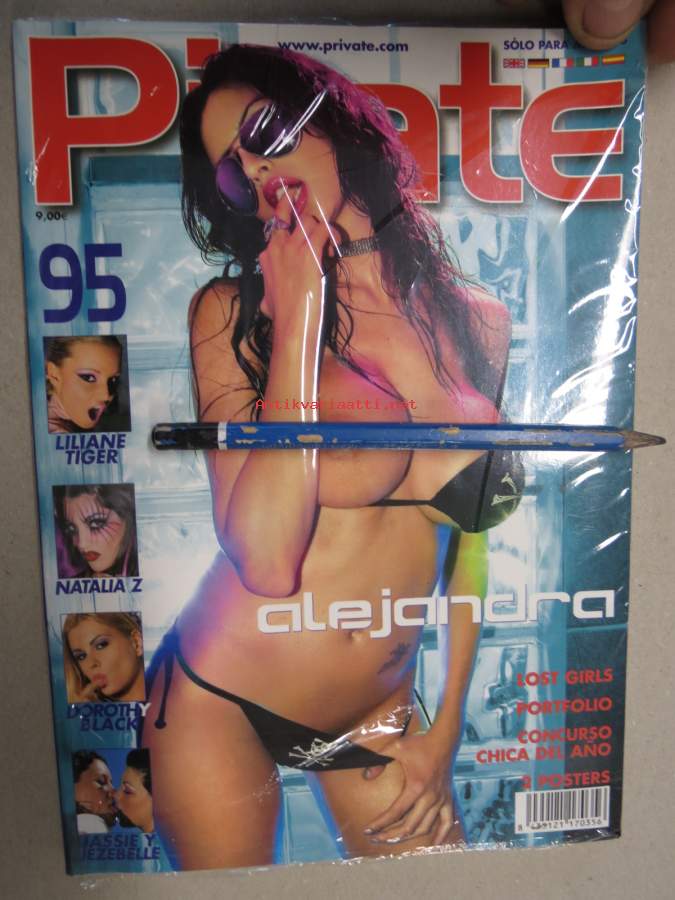 www.private.com
SÓLO PARA
9,00€
95
Antikvariaatti.net
LILIANE
TIGER
NATALIA Z
alejandra
DOROTHY
BLACK
LOST GIRLS
PORTFOLIO
CONCURSO
CHICA DEL AÑO
2 POSTERS
JEZEBELLE